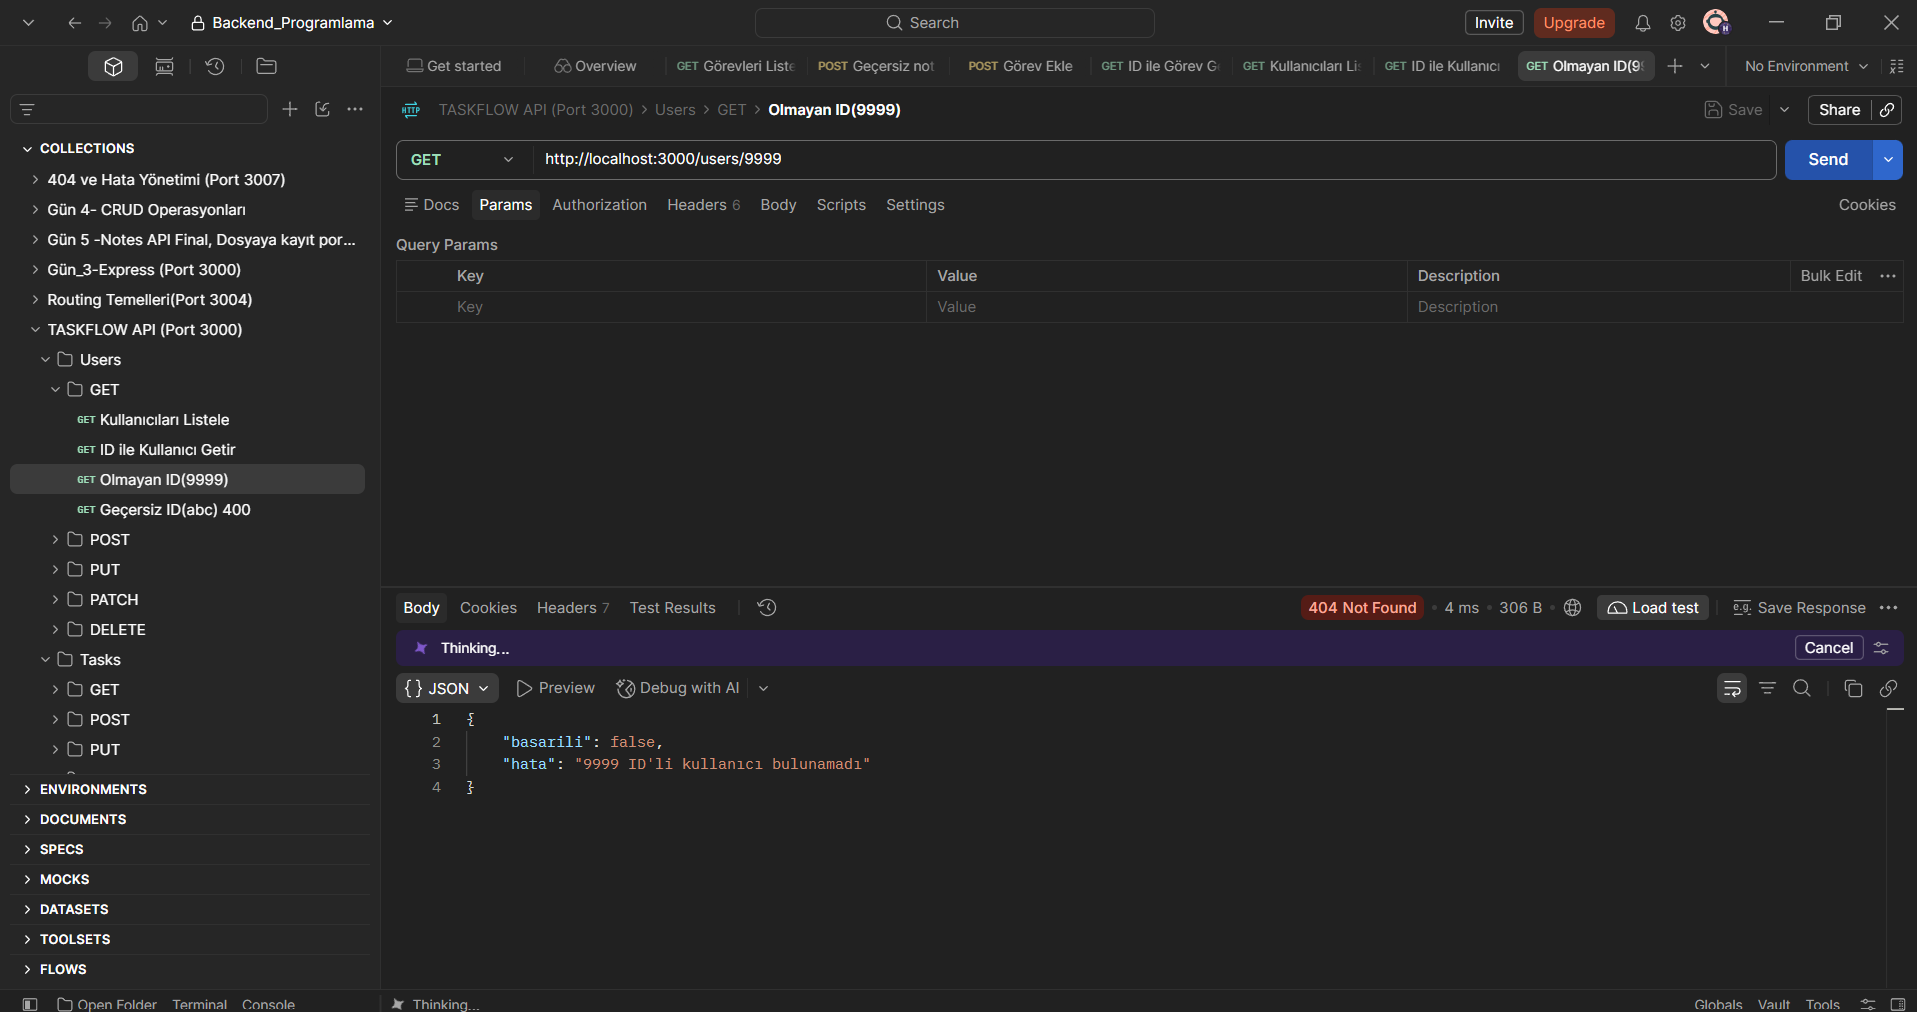 Backend_Programlama
Search
Invite
Upgrade
Get started
Overview
GET Görevleri Liste
POST Geçersiz not
POST Görev Ekle
GET ID ile Görev G
GET Kullanıcıları Lis
GET ID ile Kullanıcı
GET Olmayan ID(99
No Environment
COLLECTIONS
404 ve Hata Yönetimi (Port 3007)
Gün 4- CRUD Operasyonları
Gün 5 -Notes API Final, Dosyaya kayıt por...
Gün_3-Express (Port 3000)
Routing Temelleri(Port 3004)
TASKFLOW API (Port 3000)
Users
GET
GET Kullanıcıları Listele
GET ID ile Kullanıcı Getir
GET Olmayan ID(9999)
GET Geçersiz ID(abc) 400
POST
PUT
PATCH
DELETE
Tasks
GET
POST
PUT
ENVIRONMENTS
DOCUMENTS
SPECS
MOCKS
DATASETS
TOOLSETS
FLOWS
HTTP TASKFLOW API (Port 3000) > Users > GET > Olmayan ID(9999)
Save
Share
GET http://localhost:3000/users/9999
Send
Docs Params Authorization Headers 6 Body Scripts Settings
Cookies
Query Params
Key Value Description Bulk Edit
Key Value Description
Body Cookies Headers 7 Test Results
404 Not Found • 4 ms • 306 B
Load test
e.g. Save Response
Thinking...
Cancel
{} JSON
Preview
Debug with AI
1 {
2 "basarili": false,
3 "hata": "9999 ID'li kullanıcı bulunamadı"
4 }
Open Folder Terminal Console
Thinking...
Globals Vault Tools